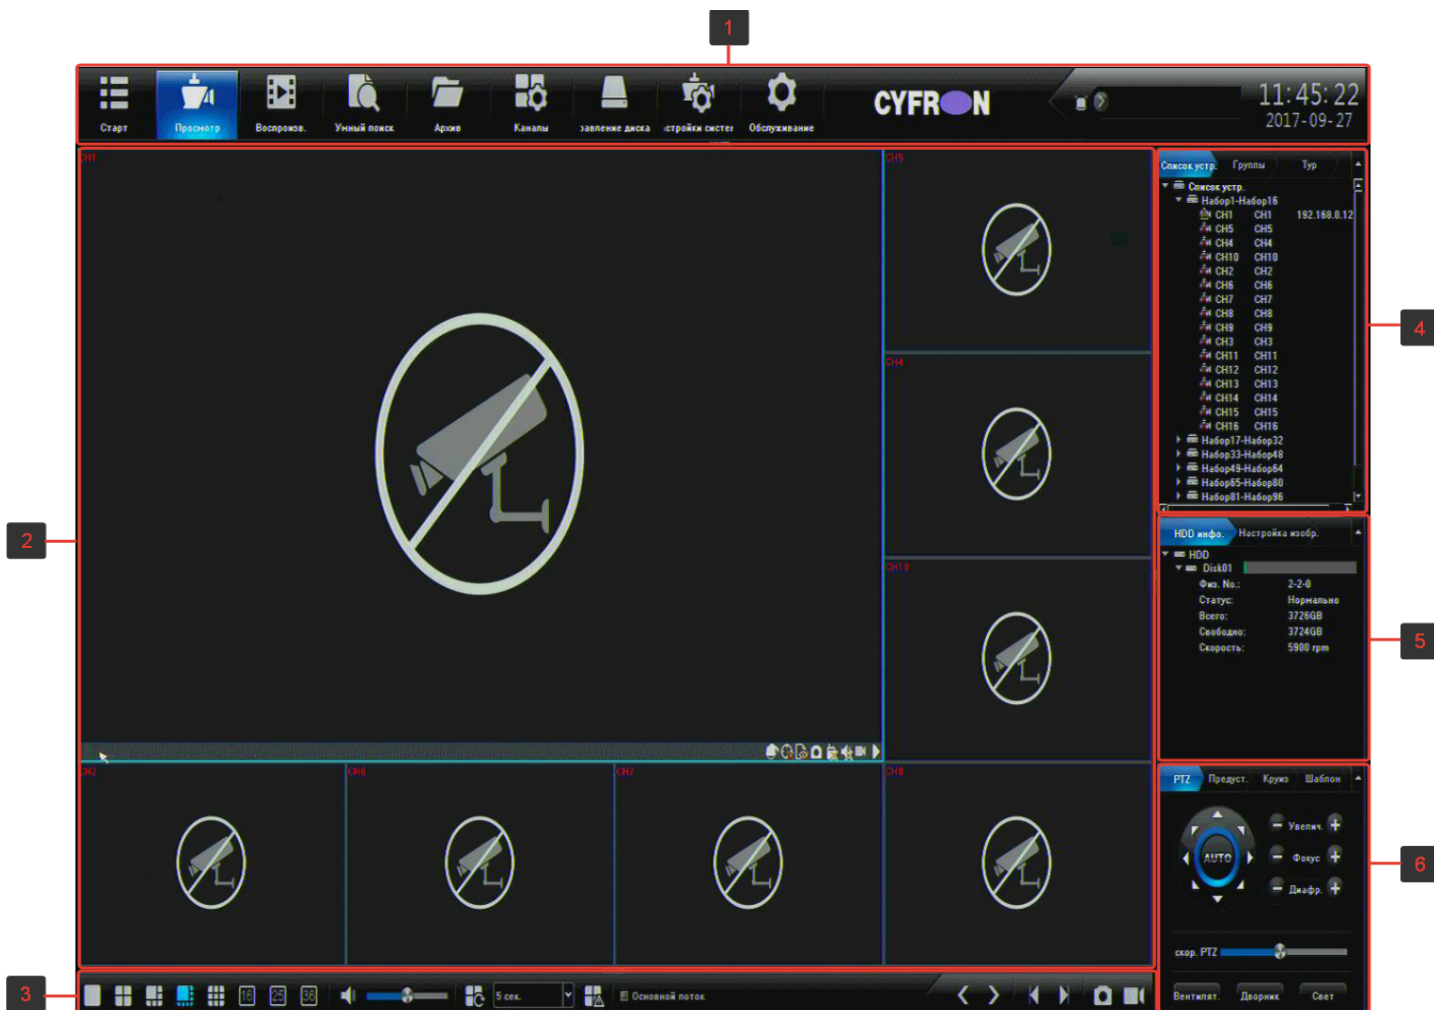 1
Старт
Просмотр
Воспроизв.
Умный поиск
Архив
Каналы
завление диска
істройки систел
Обслуживание
CYFRON
11:45:22
2017-09-27
CH1
CH5
CH4
CH10
CH2
CH6
CH7
CH8
Список устр. Группы Тур
Список устр.
Набор1-Набор16
CH1 CH1 192.168.0.12
CH5 CH5
CH4 CH4
CH10 CH10
CH2 CH2
CH6 CH6
CH7 CH7
CH8 CH8
CH9 CH9
CH3 CH3
CH11 CH11
CH12 CH12
CH13 CH13
CH14 CH14
CH15 CH15
CH16 CH16
Набор17-Набор32
Набор33-Набор48
Набор49-Набор64
Набор65-Набор80
Набор81-Набор96
4
2
HDD инфо. Настройка изобр.
HDD
Disk01
Физ. No.: 2-2-0
Статус: Нормально
Всего: 3726GB
Свободно: 3724GB
Скорость: 5900 rpm
5
PTZ Предуст. Круиз Шаблон
AUTO
Увелич.
Фокус
Диафр.
6
скор. PTZ
Вентилят. Дворник Свет
3
16 25 36
5 сек.
Основной поток